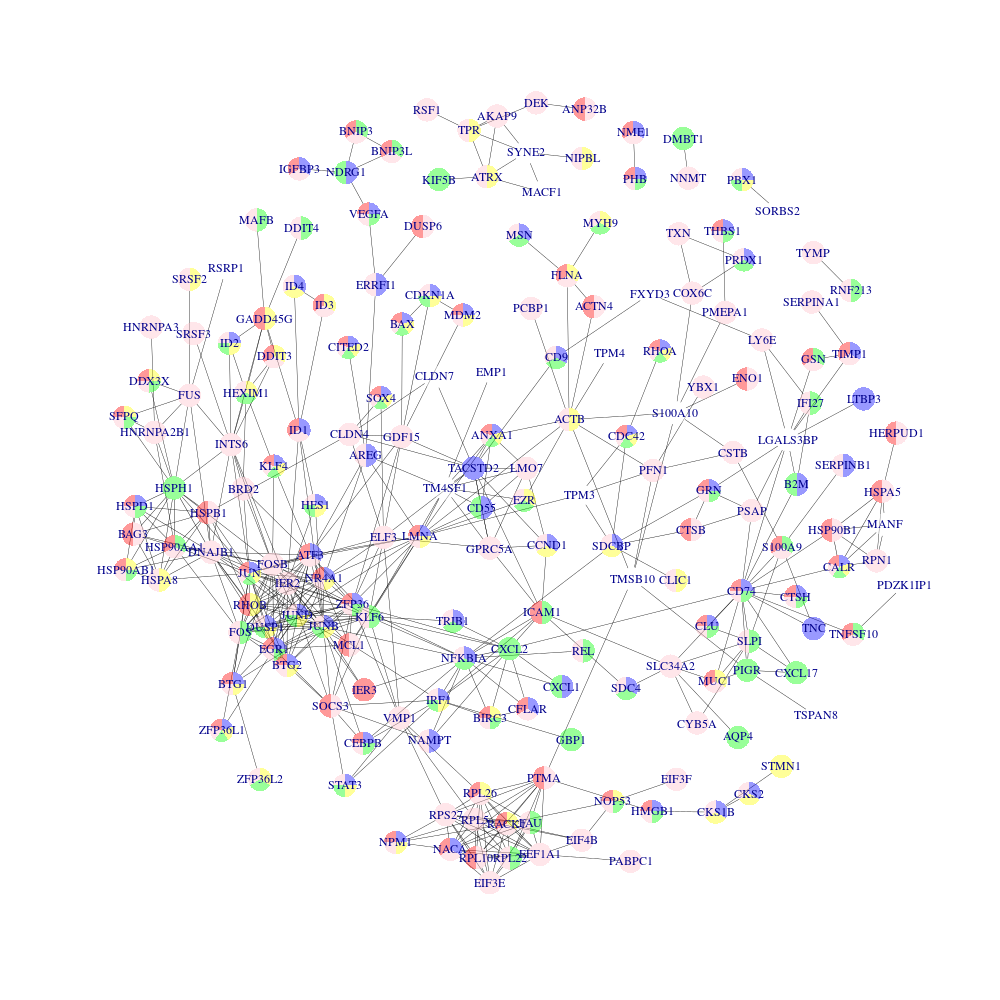 DEK
ANP32B
RSF1
AKAP9
TPR
BNIP3
NME1
DMBT1
BNIP3L
SYNE2
NIPBL
IGFBP3
NDRG1
KIF5B
ATRX
PHB
NNMT
PBX1
MACF1
SORBS2
VEGFA
MAFB
DDIT4
DUSP6
MYH9
THBS1
MSN
TXN
TYMP
PRDX1
RSRP1
SRSF2
FLNA
ERRFI1
ID4
CDKN1A
FXYD3
COX6C
RNF213
ID3
ACTN4
SERPINA1
PCBP1
PMEPA1
GADD45G
MDM2
BAX
HNRNPA3
SRSF3
ID2
LY6E
CITED2
TPM4
RHOA
TIMP1
DDIT3
CD9
GSN
EMP1
CLDN7
ENO1
DDX3X
YBX1
HEXIM1
FUS
SOX4
LTBP3
IFI27
S100A10
SFPQ
ACTB
HNRNPA2B1
ID1
CLDN4
GDF15
ANXA1
CDC42
HERPUD1
INTS6
LGALS3BP
AREG
CSTB
KLF4
TACSTD2
LMO7
PFN1
SERPINB1
HSPH1
BRD2
TM4SF1
TPM3
GRN
B2M
HSPA5
EZR
HSPD1
HES1
CD55
HSPB1
PSAP
MANF
BAG3
LMNA
CTSB
HSP90B1
ELF3
HSP90AA1
DNAJB1
ATF3
GPRC5A
CCND1
SDCBP
S100A9
RPN1
HSP90AB1
FOSB
CALR
HSPA8
JUN
NR4A1
IER2
TMSB10
CLIC1
PDZK1IP1
CD74
CTSH
RHOB
ZFP36
JUND
KLF6
ICAM1
TRIB1
CLU
TNC
FOS
DUSP1
JUNB
TNFSF10
EGR1
MCL1
CXCL2
REL
SLPI
NFKBIA
BTG2
SLC34A2
PIGR
CXCL17
BTG1
MUC1
IER3
CXCL1
SDC4
SOCS3
IRF1
CFLAR
BIRC3
VMP1
TSPAN8
CYB5A
ZFP36L1
CEBPB
NAMPT
GBP1
AQP4
STMN1
ZFP36L2
STAT3
PTMA
EIF3F
RPL26
CKS2
NOP53
HMGB1
CKS1B
RPS27
RPL5
RACK1
FAU
NPM1
EIF4B
NACA
RPL10
RPL22
EEF1A1
PABPC1
EIF3E